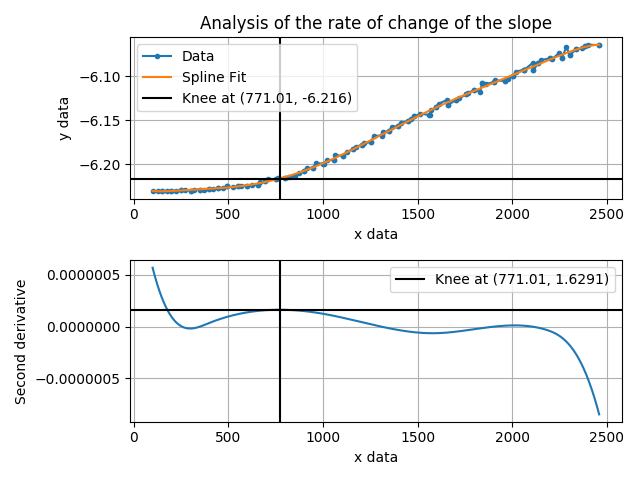 Analysis of the rate of change of the slope
Data
Spline Fit
Knee at (771.01, -6.216)
y data
−6.10
−6.15
−6.20
0 500 1000 1500 2000 2500
x data
Knee at (771.01, 1.6291)
Second derivative
0.0000005
0.0000000
−0.0000005
0 500 1000 1500 2000 2500
x data